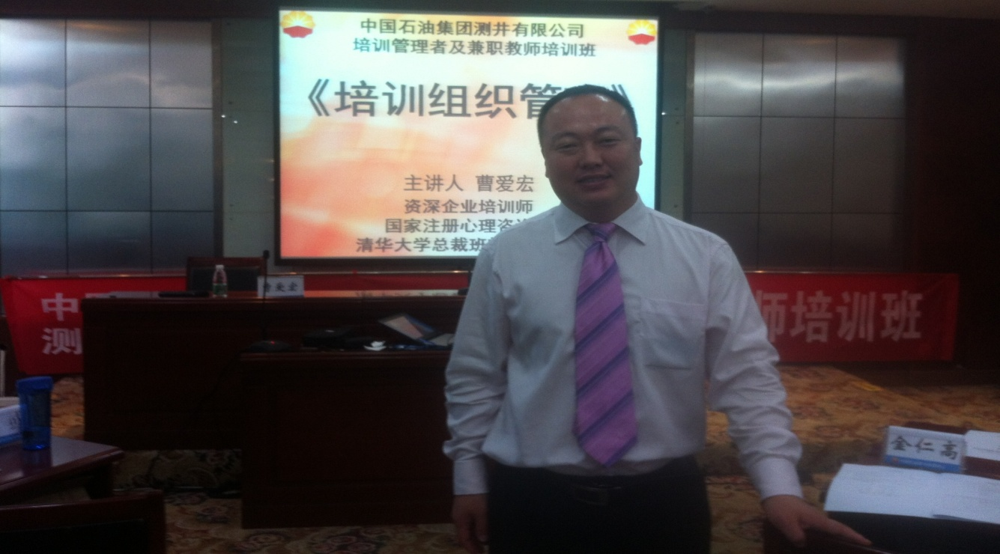 中国石油集团测井有限公司
培训管理者及兼职教师培训班
《培训组织管
》
主讲人 曹爱宏
资深企业培训师
国家注册心理咨
清华大学总裁班
中
测
师培训班
金仁高